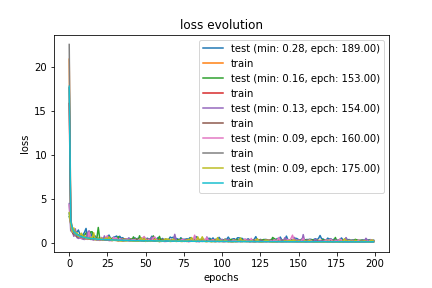 loss evolution
loss
20
15
10
5
0
test (min: 0.28, epch: 189.00)
train
test (min: 0.16, epch: 153.00)
train
test (min: 0.13, epch: 154.00)
train
test (min: 0.09, epch: 160.00)
train
test (min: 0.09, epch: 175.00)
train
0 25 50 75 100 125 150 175 200
epochs